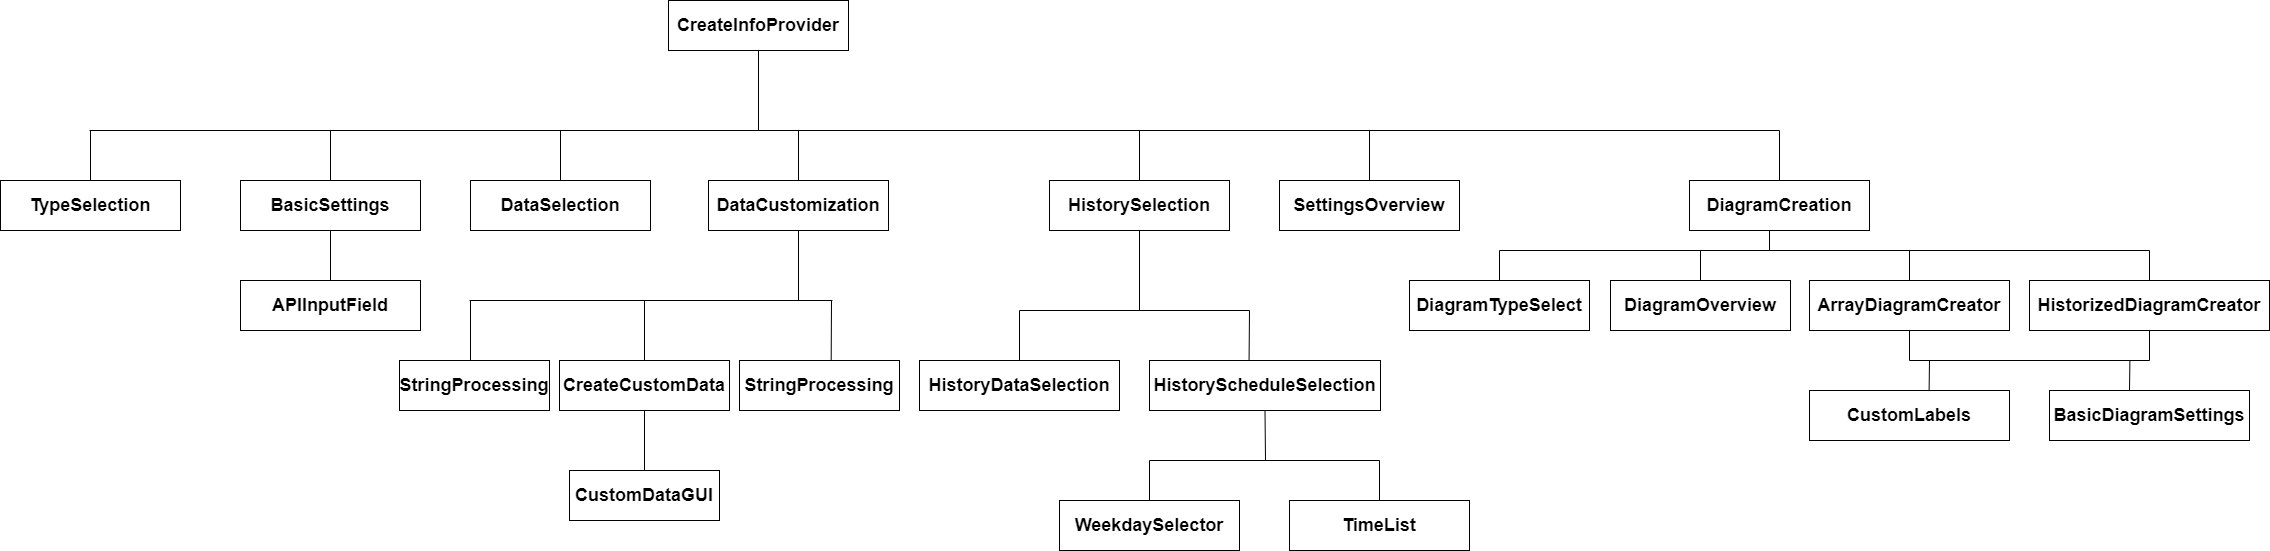 CreateInfoProvider
TypeSelection
BasicSettings
DataSelection
DataCustomization
HistorySelection
SettingsOverview
DiagramCreation
APIInputField
DiagramTypeSelect
DiagramOverview
ArrayDiagramCreator
HistorizedDiagramCreator
StringProcessing
CreateCustomData
StringProcessing
HistoryDataSelection
HistoryScheduleSelection
CustomLabels
BasicDiagramSettings
CustomDataGUI
WeekdaySelector
TimeList